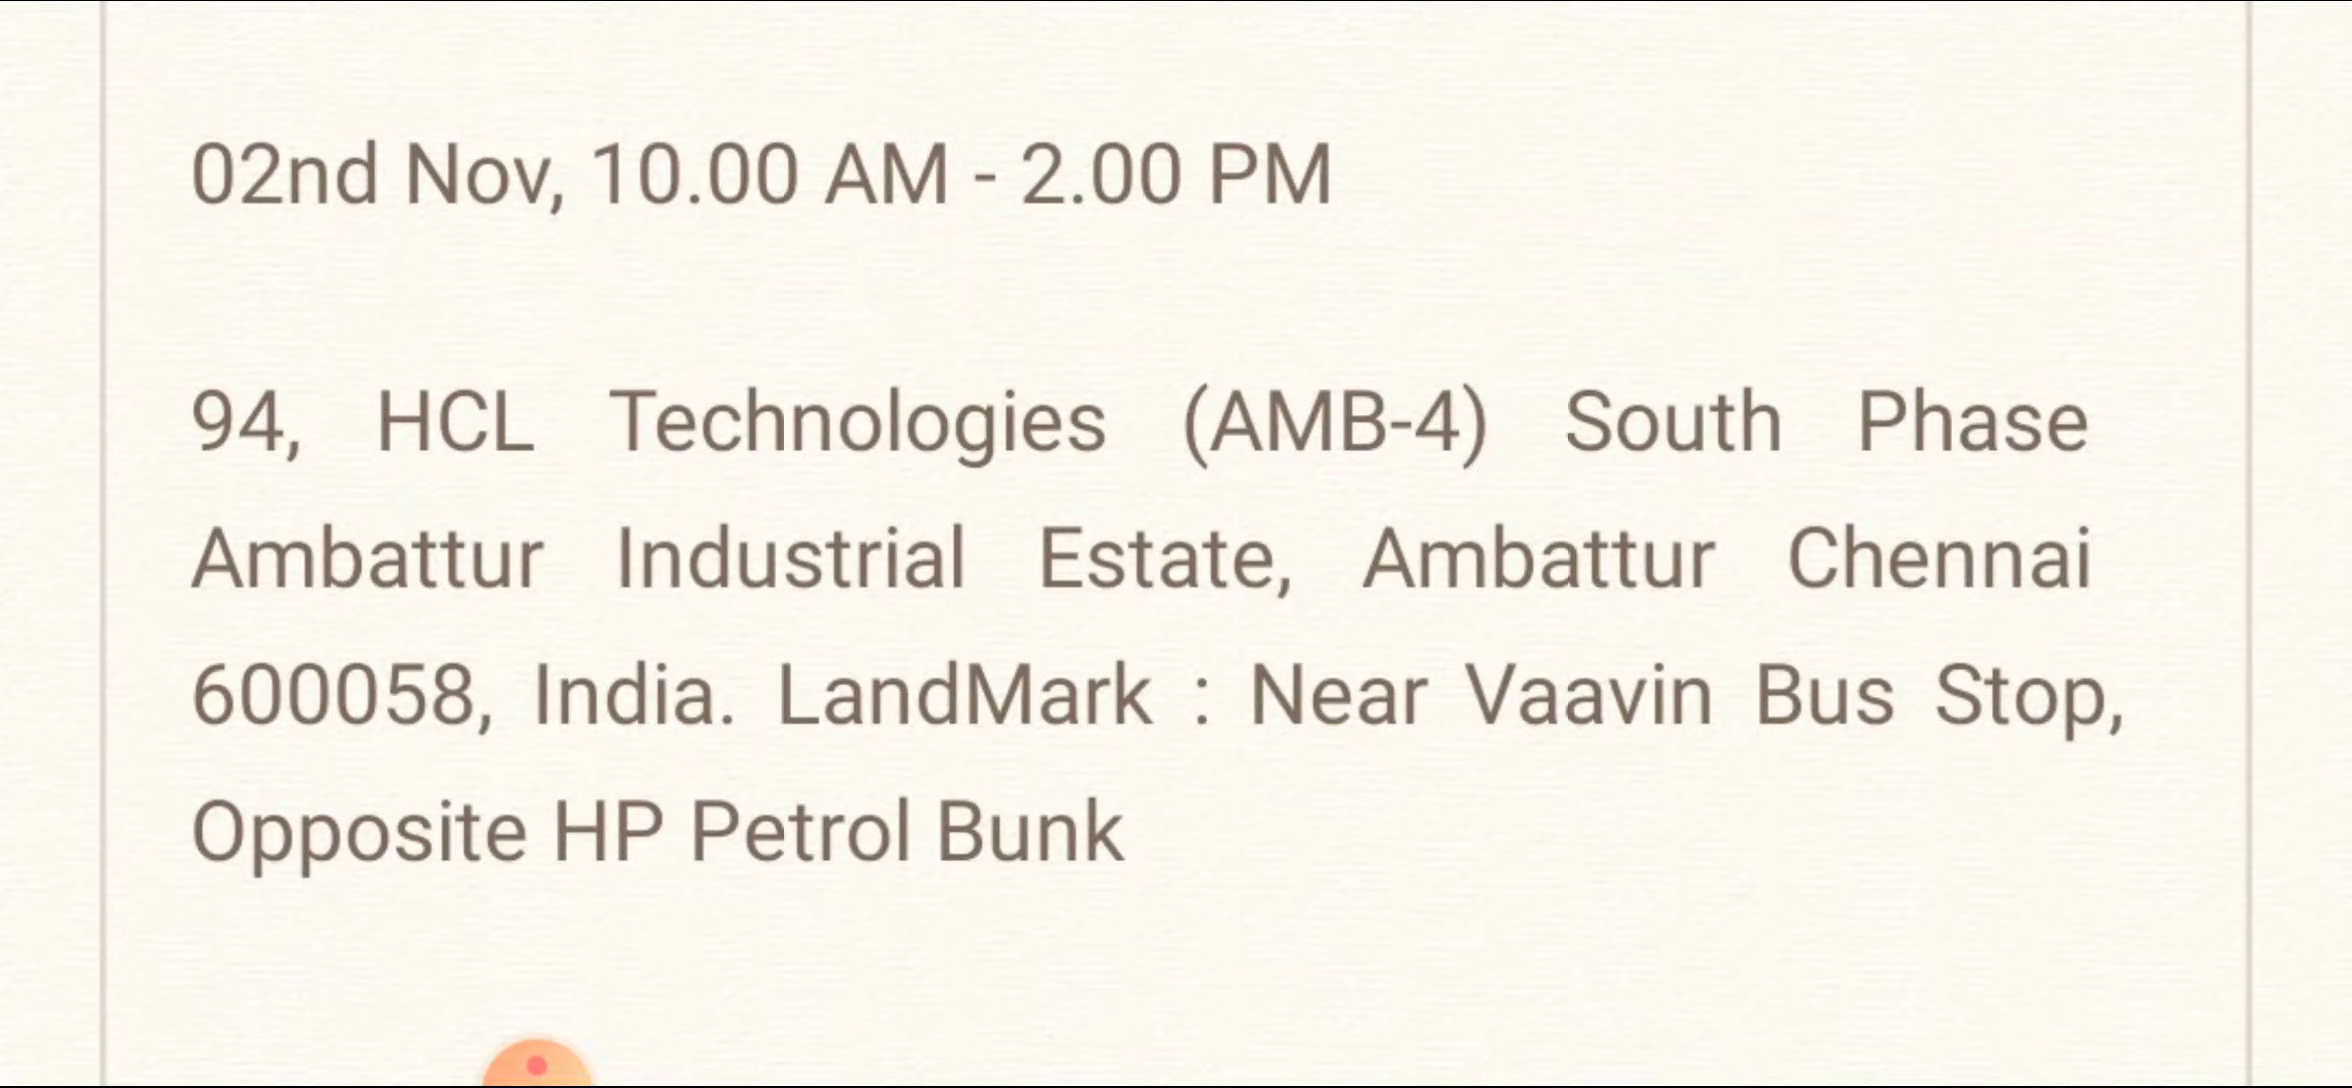 02nd Nov, 10.00 AM - 2.00 PM
94, HCL Technologies (AMB-4) South Phase
Ambattur Industrial Estate, Ambattur Chennai
600058, India. LandMark : Near Vaavin Bus Stop,
Opposite HP Petrol Bunk